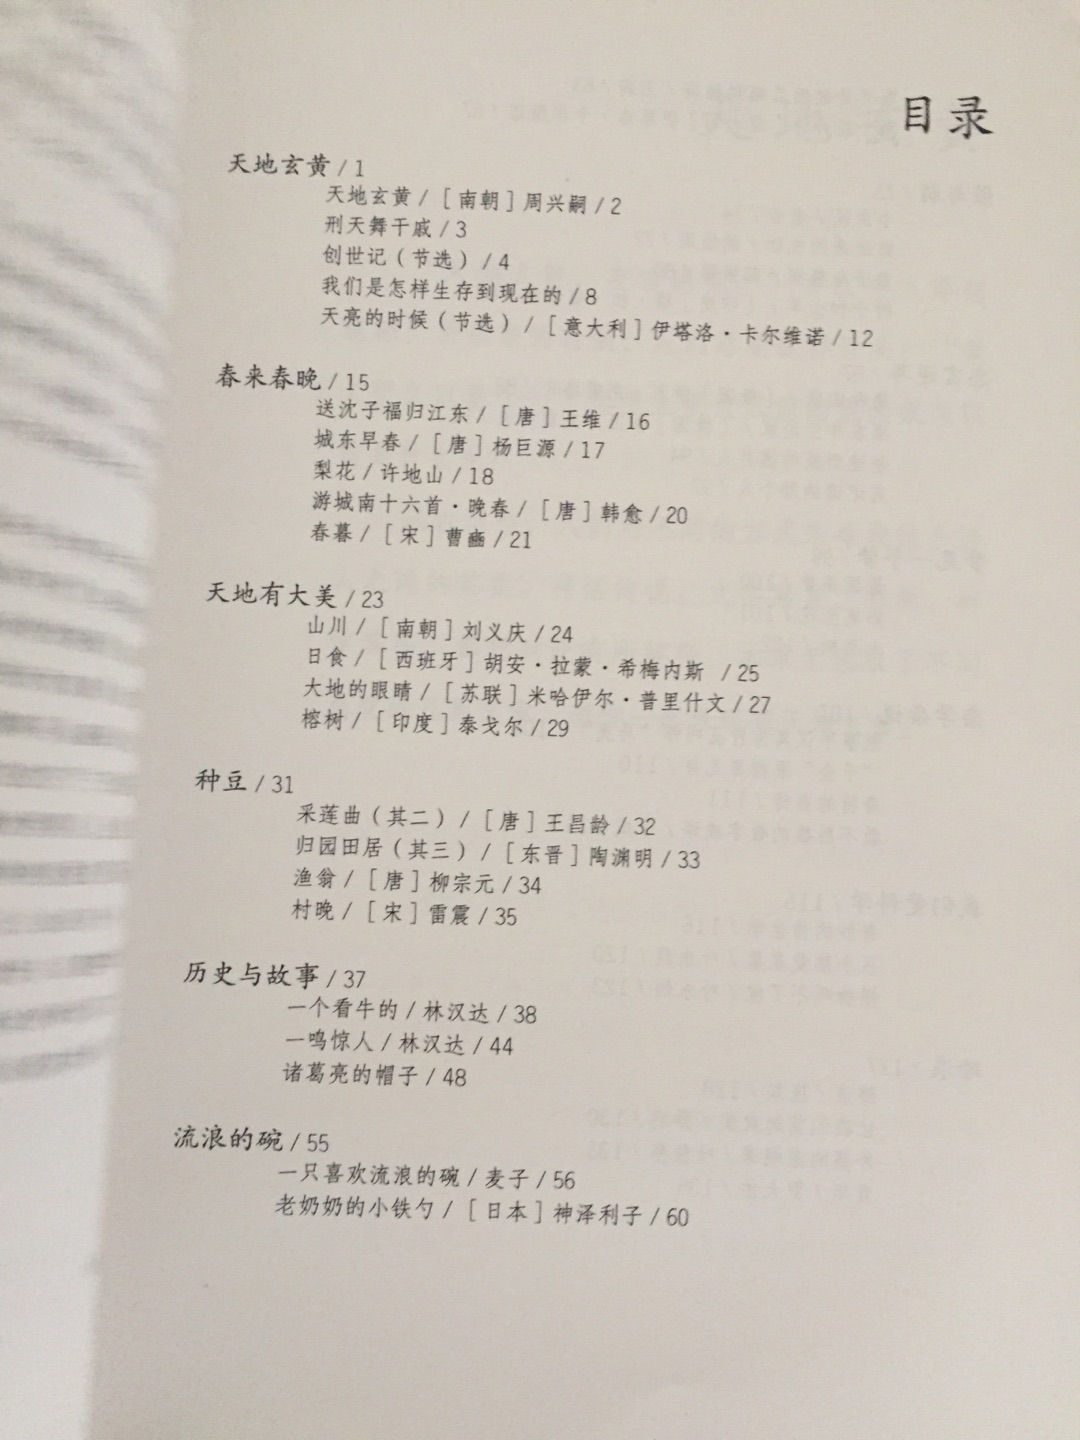 目录
天地玄黄 / 1
天地玄黄 / ［南朝］周兴嗣 / 2
刑天舞干戚 / 3
创世记（节选）/ 4
我们是怎样生存到现在的 / 8
天亮的时候（节选）/ ［意大利］伊塔洛·卡尔维诺 / 12
春来春晚 / 15
送沈子福归江东 / ［唐］王维 / 16
城东早春 / ［唐］杨巨源 / 17
梨花 / 许地山 / 18
游城南十六首·晚春 / ［唐］韩愈 / 20
春暮 / ［宋］曹豳 / 21
天地有大美 / 23
山川 / ［南朝］刘义庆 / 24
日食 / ［西班牙］胡安·拉蒙·希梅内斯 / 25
大地的眼睛 / ［苏联］米哈伊尔·普里什文 / 27
榕树 / ［印度］泰戈尔 / 29
种豆 / 31
采莲曲（其二）/ ［唐］王昌龄 / 32
归园田居（其三）/ ［东晋］陶渊明 / 33
渔翁 / ［唐］柳宗元 / 34
村晚 / ［宋］雷震 / 35
历史与故事 / 37
一个看牛的 / 林汉达 / 38
一鸣惊人 / 林汉达 / 44
诸葛亮的帽子 / 48
流浪的碗 / 55
一只喜欢流浪的碗 / 麦子 / 56
老奶奶的小铁勺 / ［日本］神泽利子 / 60